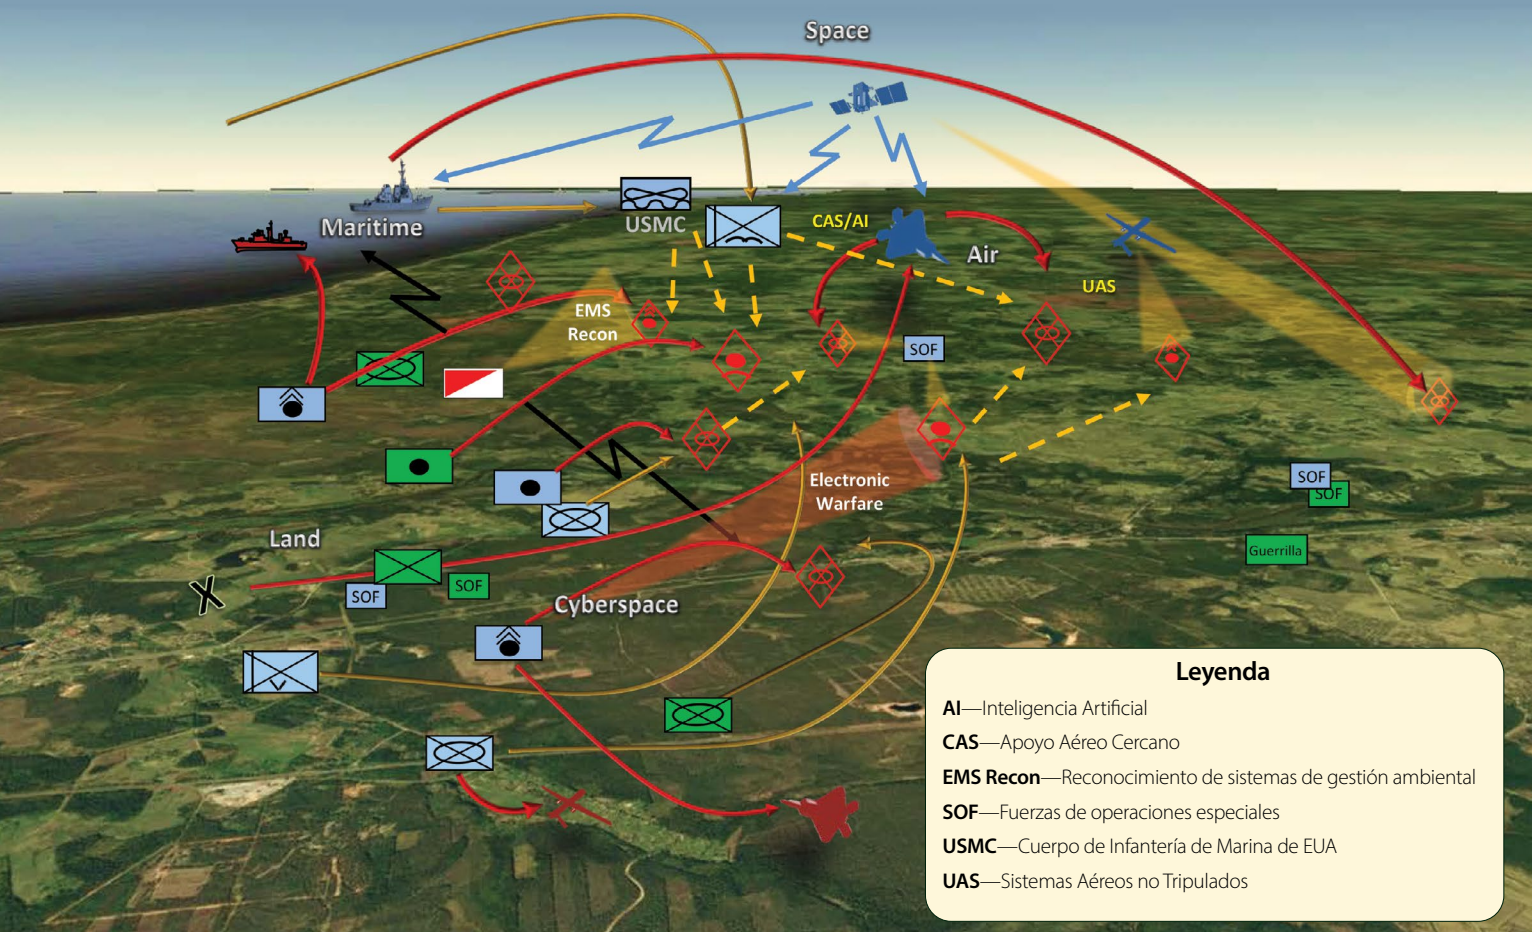 Space
Maritime
USMC
CAS/AI
Air
UAS
EMS
Recon
SOF
Electronic
Warfare
SOF
SOF
Guerrilla
Land
SOF
SOF
Cyberspace
Leyenda
AI—Inteligencia Artificial
CAS—Apoyo Aéreo Cercano
EMS Recon—Reconocimiento de sistemas de gestión ambiental
SOF—Fuerzas de operaciones especiales
USMC—Cuerpo de Infantería de Marina de EUA
UAS—Sistemas Aéreos no Tripulados